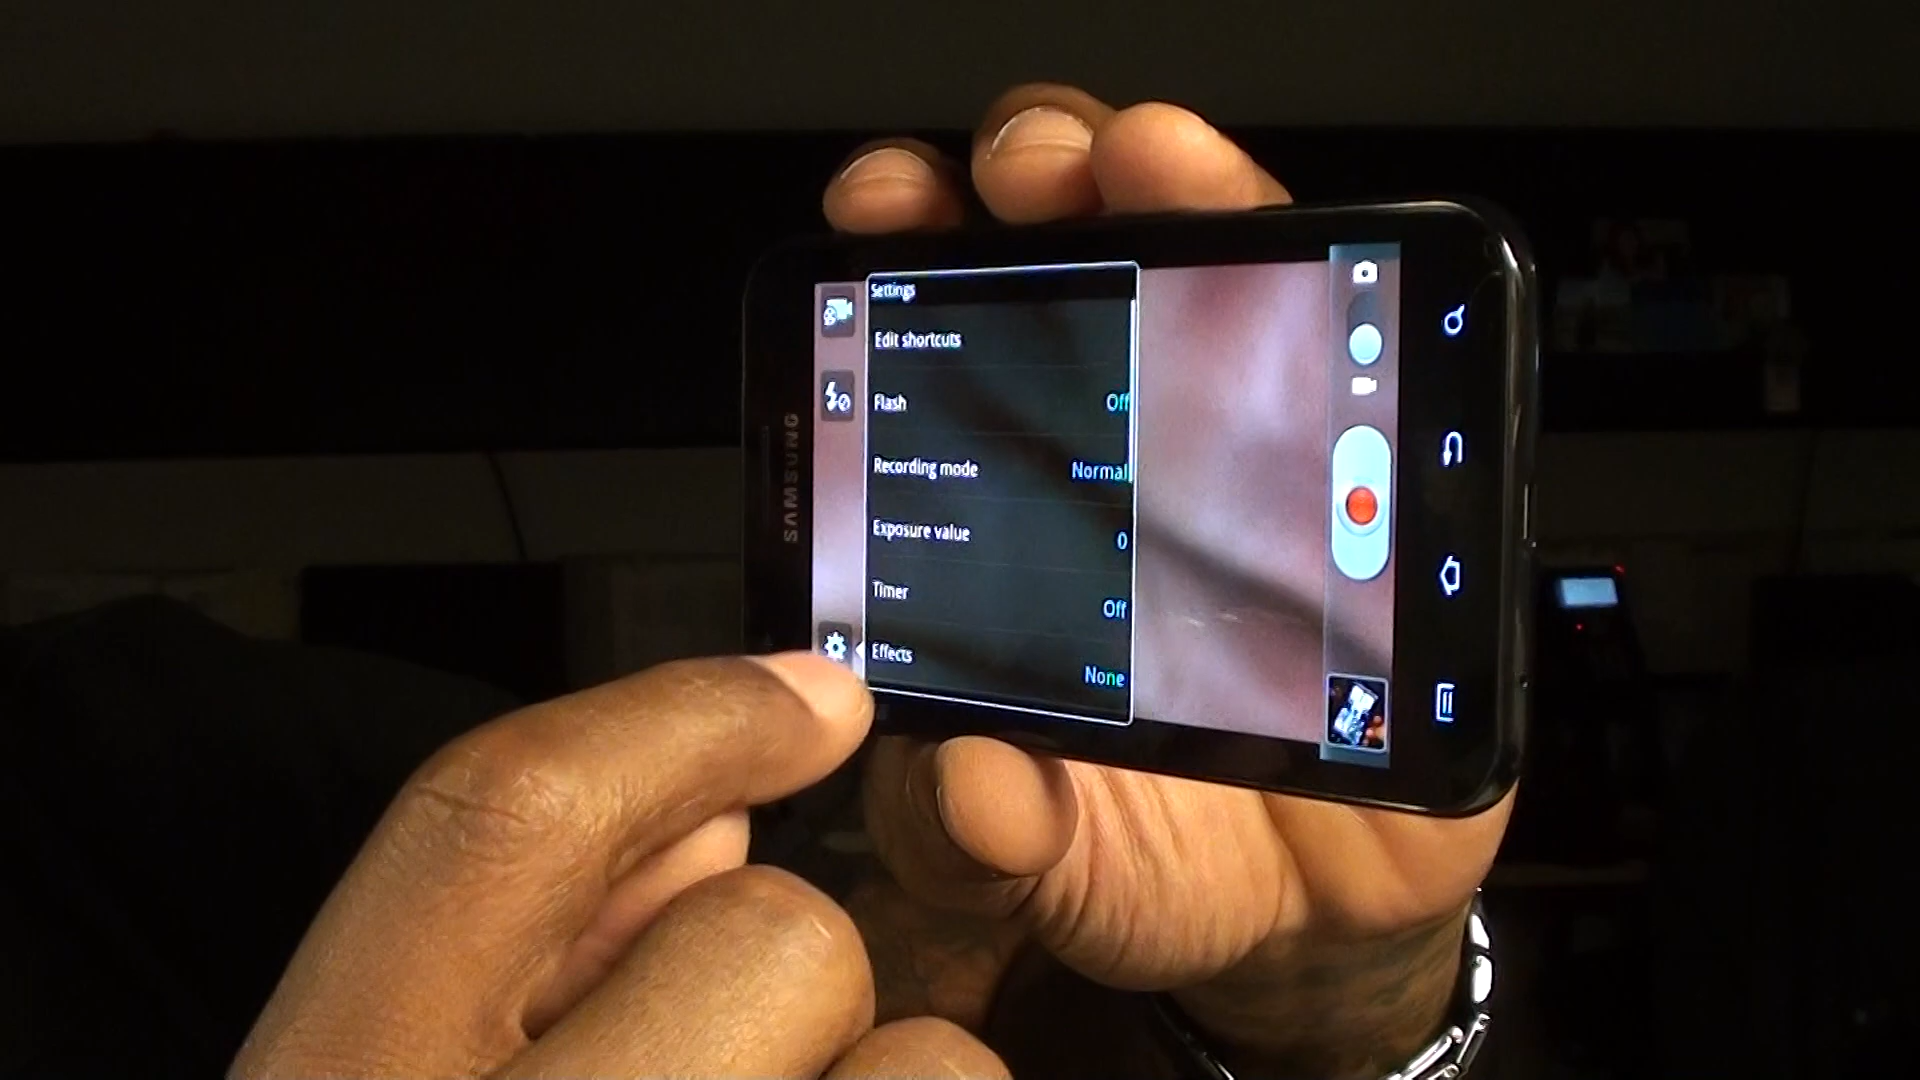 SAMSUNG
Settings
Edit shortcuts
Flash Off
Recording mode Normal
Exposure value 0
Timer Off
Effects None